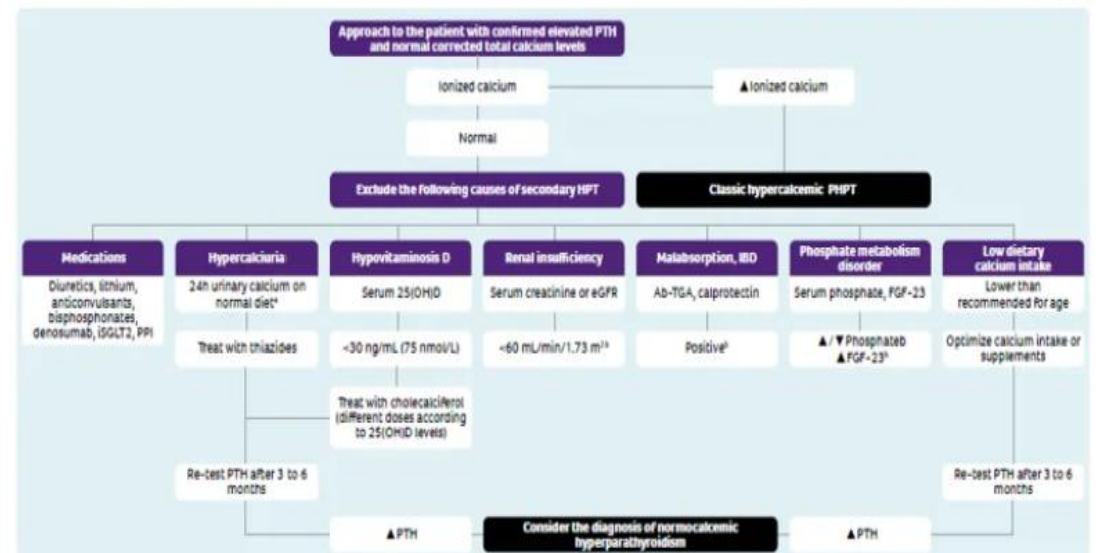 Approach to the patient with confirmed elevated PTH
and normal corrected total calcium levels
Ionized calcium
▲Ionized calcium
Normal
Exclude the following causes of secondary HPT
Classic hypercalcemic PHPT
Medications
Diuretics, lithium,
anticonvulsants,
bisphosphonates,
denosumab, iSGLT2, PPI
Hypercalciuria
24h urinary calcium on
normal dietª
Treat with thiazides
Hypovitaminosis D
Serum 25(OH)D
<30 ng/mL (75 nmol/L)
Treat with cholecalciferol
(different doses according
to 25(OH)D levels)
Renal insufficiency
Serum creatinine or eGFR
<60 mL/min/1.73 m²ᵇ
Malabsorption, IBD
Ab-TGA, calprotectin
Positiveᵇ
Phosphate metabolism
disorder
Serum phosphate, FGF-23
▲/▼Phosphateb
▲FGF-23ᵇ
Low dietary
calcium intake
Lower than
recommended for age
Optimize calcium intake or
supplements
Re-test PTH after 3 to 6
months
Re-test PTH after 3 to 6
months
▲PTH
Consider the diagnosis of normocalcemic
hyperparathyroidism
▲PTH